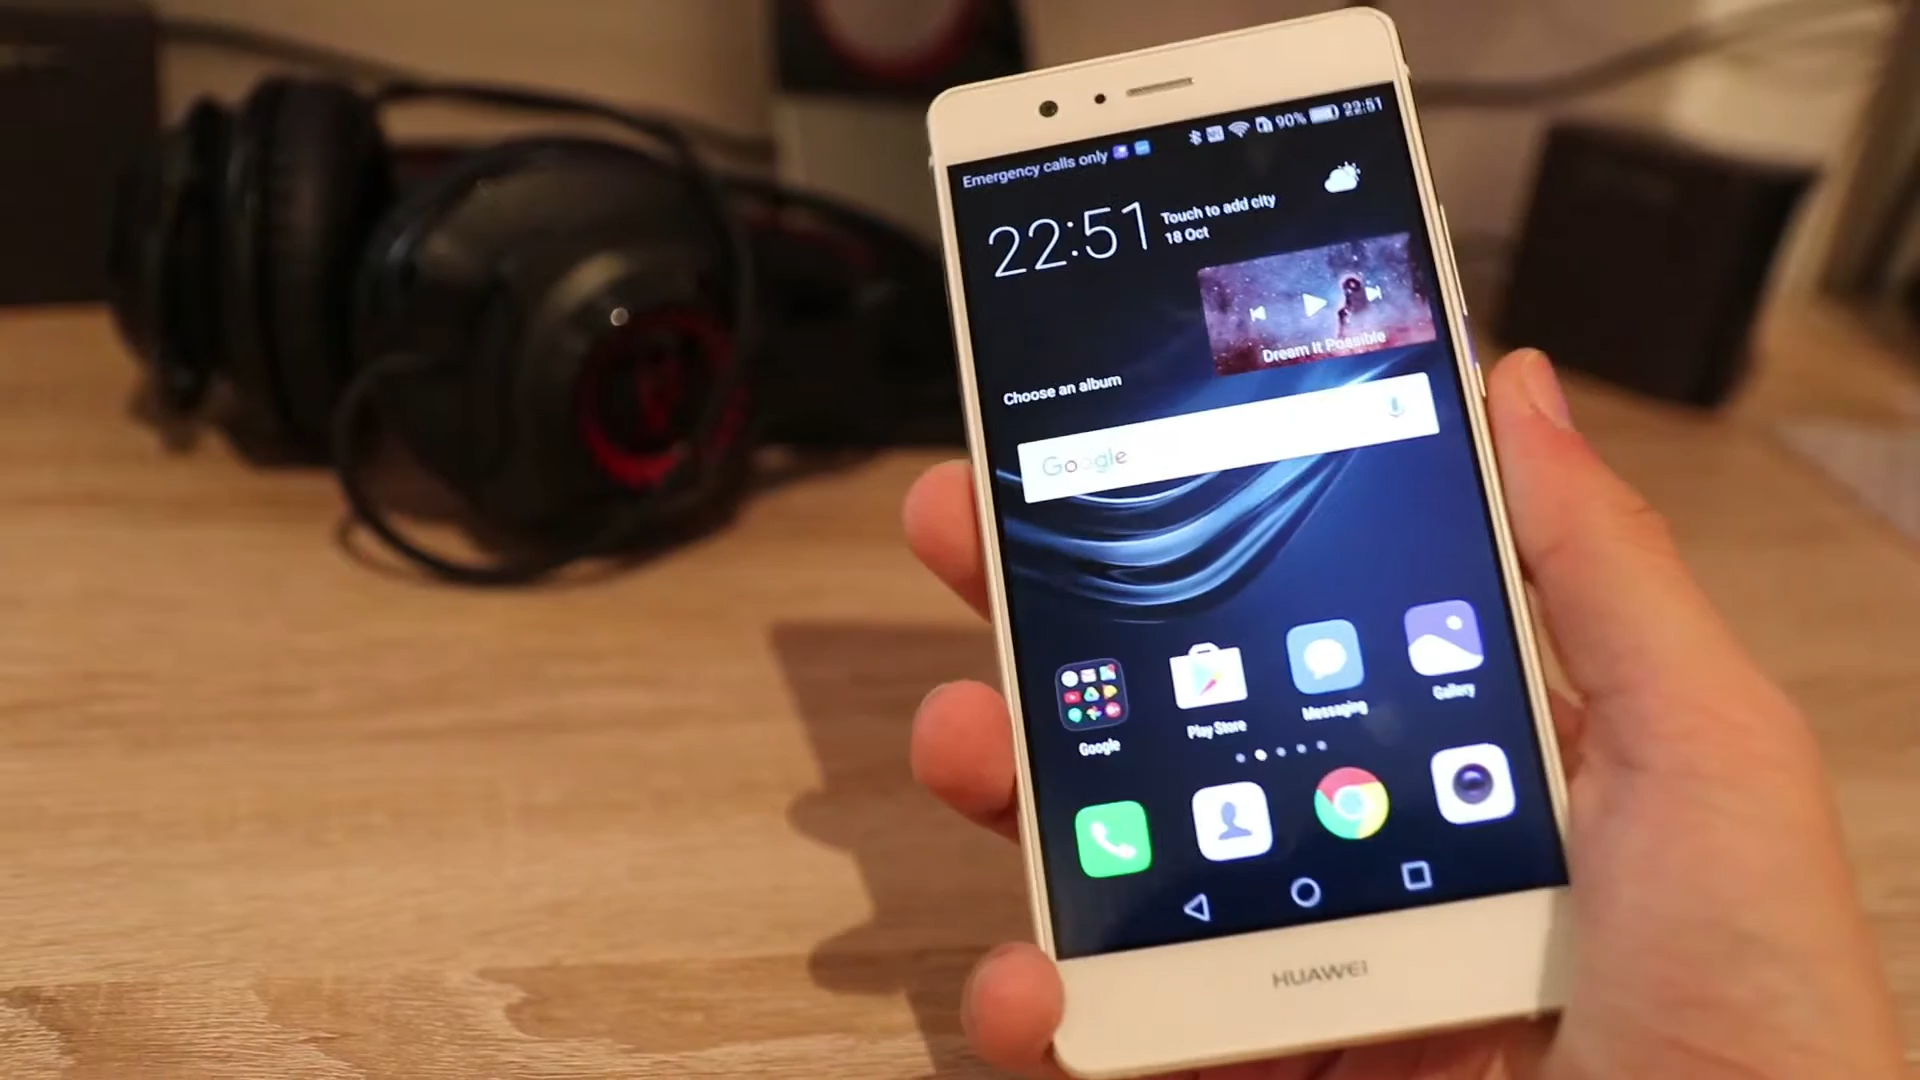 Emergency calls only
90%
22:51
22:51
Touch to add city
18 Oct
Dream It Possible
Choose an album
Google
Google
Play Store
Messaging
Gallery
HUAWEI